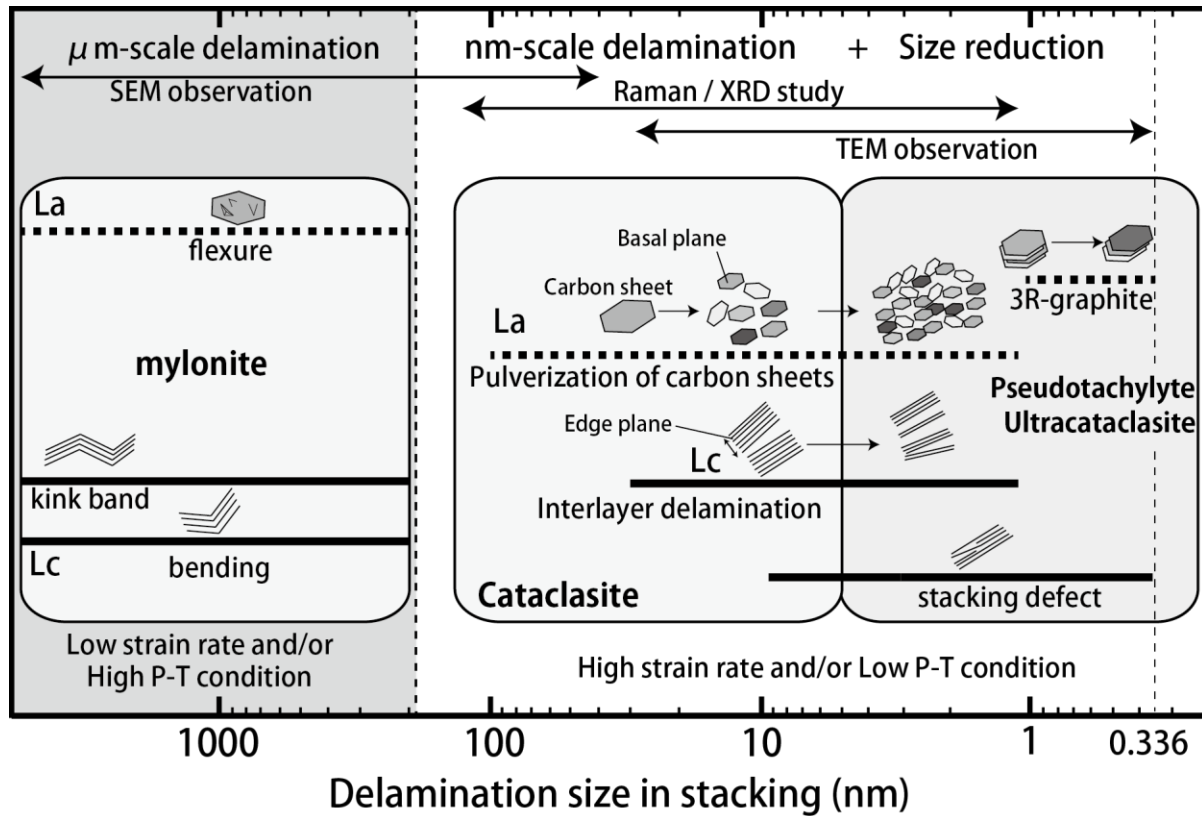 μm-scale delamination
nm-scale delamination + Size reduction
SEM observation
Raman / XRD study
TEM observation
La
flexure
mylonite
kink band
Lc
bending
Low strain rate and/or
High P-T condition
Basal plane
Carbon sheet
La
Pulverization of carbon sheets
3R-graphite
Edge plane
Lc
Interlayer delamination
Pseudotachylyte
Ultracataclasite
stacking defect
Cataclasite
High strain rate and/or Low P-T condition
1000
100
10
1
0.336
Delamination size in stacking (nm)